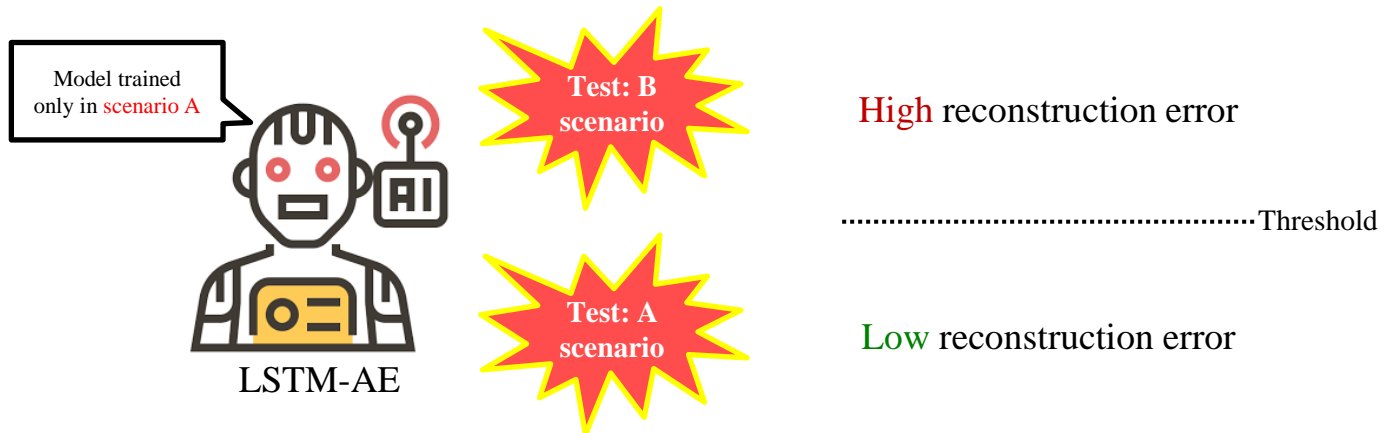 Model trained
only in scenario A
AI
LSTM-AE
Test: B
scenario
High reconstruction error
Threshold
Test: A
scenario
Low reconstruction error